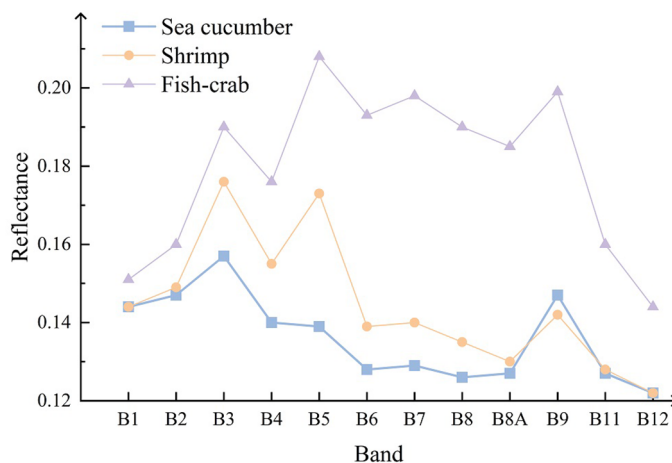 Sea cucumber
Shrimp
Fish-crab
Reflectance
0.20
0.18
0.16
0.14
0.12
B1 B2 B3 B4 B5 B6 B7 B8 B8A B9 B11 B12
Band